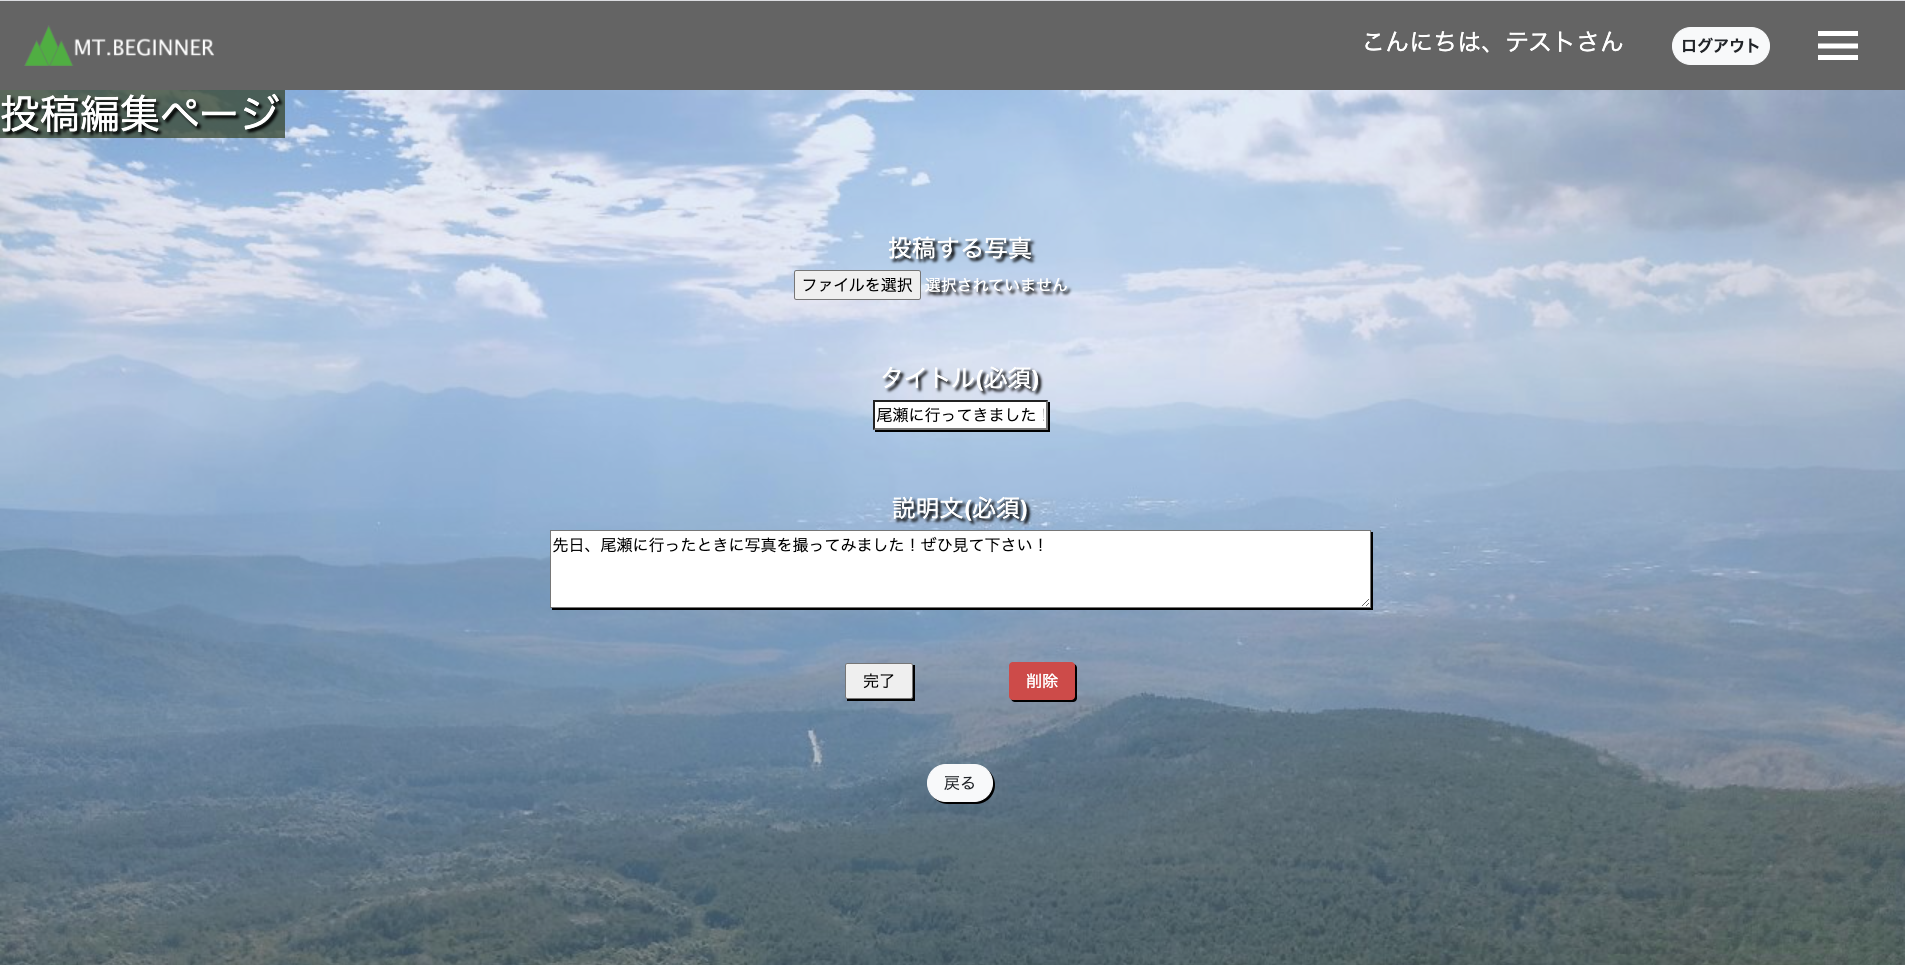 MT.BEGINNER
こんにちは、テストさん
ログアウト
投稿編集ページ
投稿する写真
ファイルを選択 選択されていません
タイトル(必須)
尾瀬に行ってきました
説明文(必須)
先日、尾瀬に行ったときに写真を撮ってみました！ぜひ見て下さい！
完了
削除
戻る